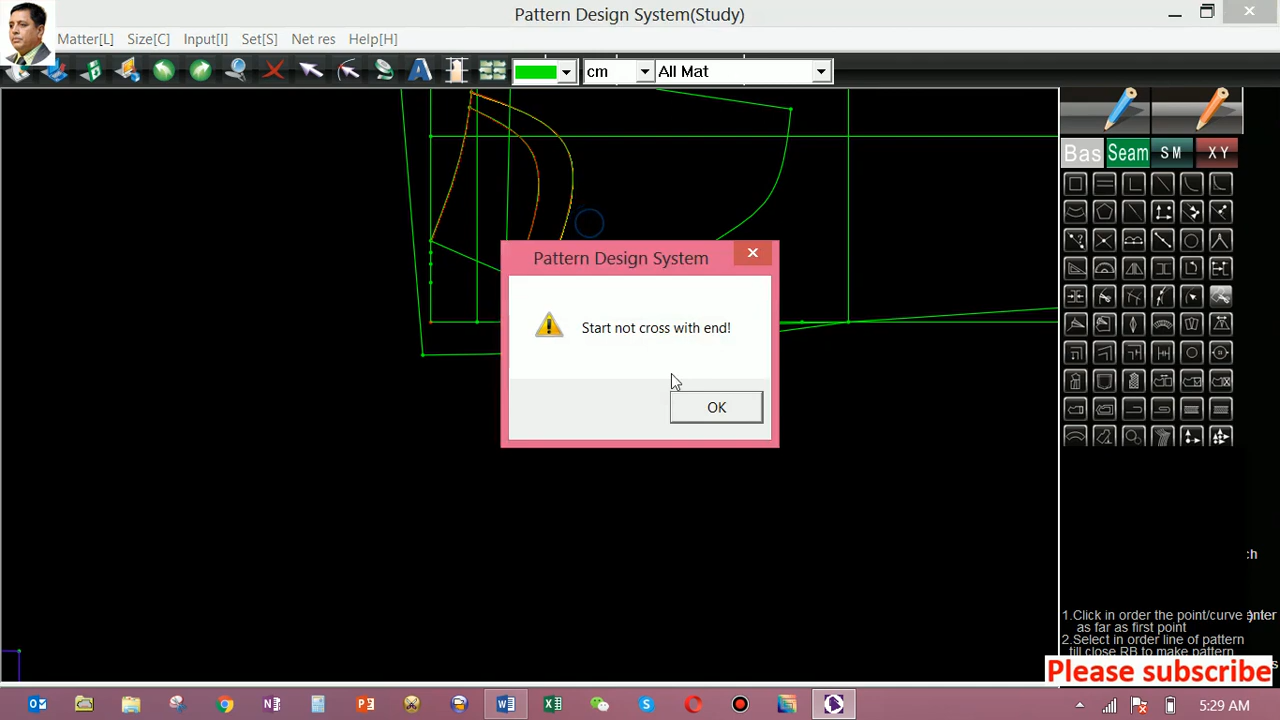 Pattern Design System(Study)
Matter[L] Size[C] Input[I] Set[S] Net res Help[H]
cm All Mat
Bas Seam S M X Y
Pattern Design System
Start not cross with end!
OK
ch
1.Click in order the point/curve enter
as far as first point
2.Select in order line of pattern
till close RB to make pattern
Please subscribe
5:29 AM